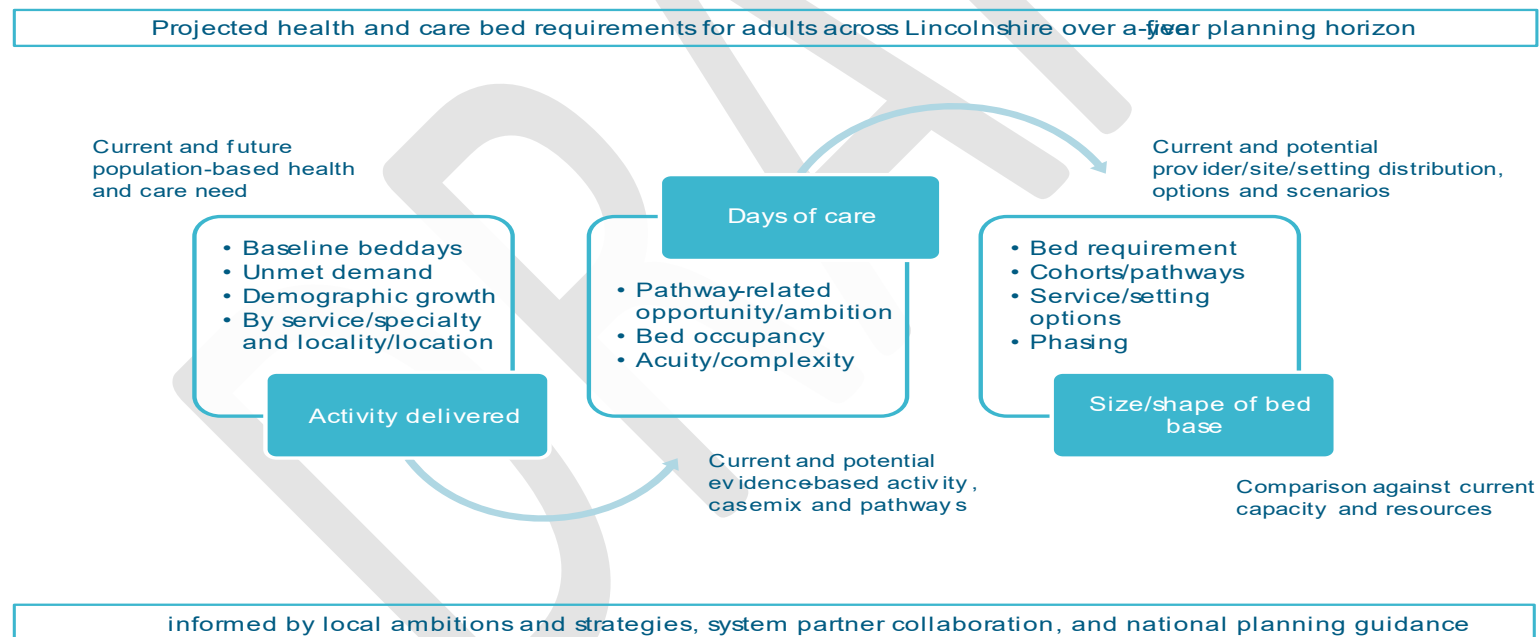 Projected health and care bed requirements for adults across Lincolnshire over a five-year planning horizon
Current and future
population-based health
and care need
• Baseline beddays
• Unmet demand
• Demographic growth
• By service/specialty
and locality/location
Activity delivered
Days of care
• Pathway-related
opportunity/ambition
• Bed occupancy
• Acuity/complexity
Current and potential
evidence-based activity,
casemix and pathways
Current and potential
provider/site/setting distribution,
options and scenarios
• Bed requirement
• Cohorts/pathways
• Service/setting
options
• Phasing
Size/shape of bed
base
Comparison against current
capacity and resources
informed by local ambitions and strategies, system partner collaboration, and national planning guidance